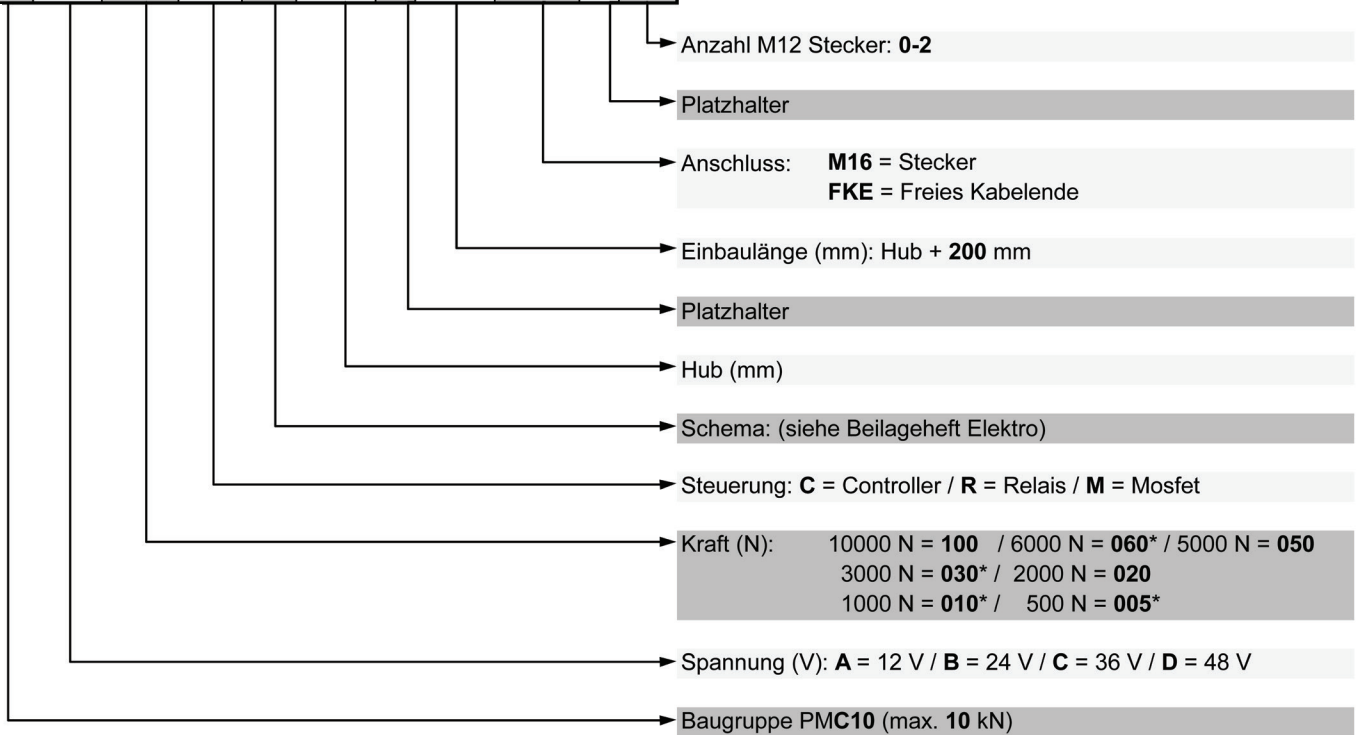 Anzahl M12 Stecker: 0-2
Platzhalter
Anschluss: M16 = Stecker
FKE = Freies Kabelende
Einbaulänge (mm): Hub + 200 mm
Platzhalter
Hub (mm)
Schema: (siehe Beilageheft Elektro)
Steuerung: C = Controller / R = Relais / M = Mosfet
Kraft (N): 10000 N = 100 / 6000 N = 060* / 5000 N = 050
3000 N = 030* / 2000 N = 020
1000 N = 010* / 500 N = 005*
Spannung (V): A = 12 V / B = 24 V / C = 36 V / D = 48 V
Baugruppe PMC10 (max. 10 kN)